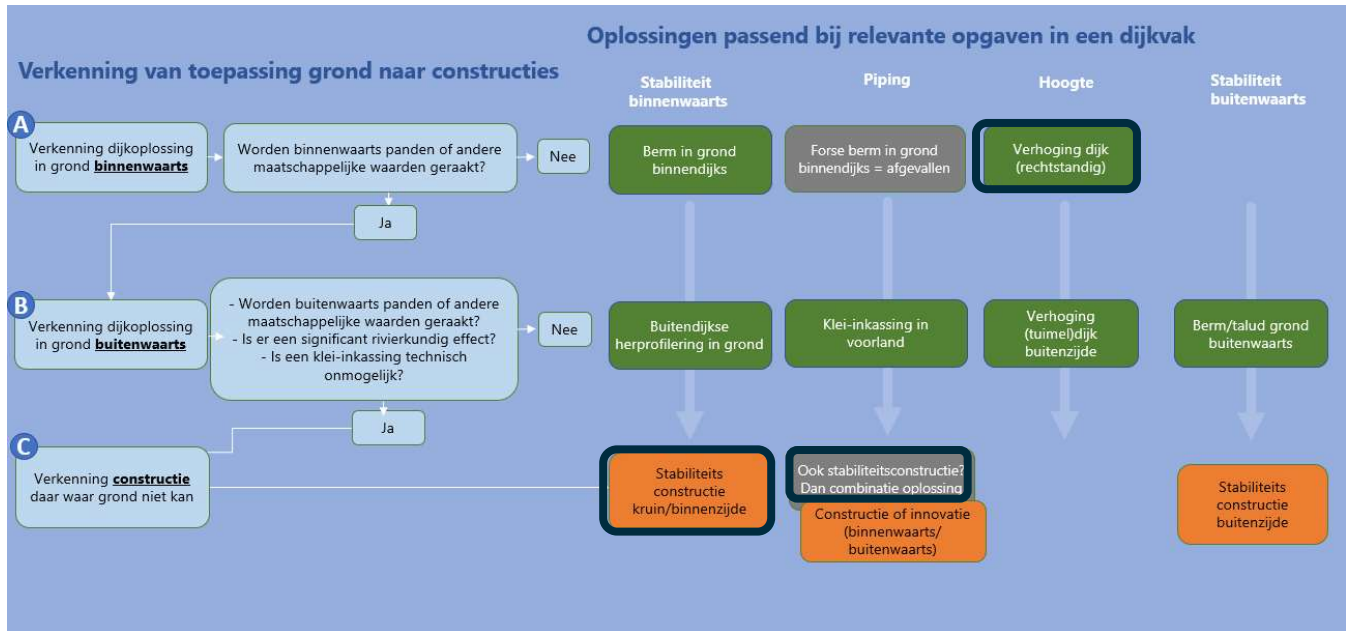 Oplossingen passend bij relevante opgaven in een dijkvak
Verkenning van toepassing grond naar constructies
Stabiliteit
binnenwaarts
Piping
Hoogte
Stabiliteit
buitenwaarts
A
Verkenning dijkoplossing
in grond binnenwaarts
Worden binnenwaarts panden of andere
maatschappelijke waarden geraakt?
Nee
Berm in grond
binnendijks
Forse berm in grond
binnendijks = afgevallen
Verhoging dijk
(rechtstandig)
Ja
B
Verkenning dijkoplossing
in grond buitenwaarts
- Worden buitenwaarts panden of andere
maatschappelijke waarden geraakt?
- Is er een significant rivierkundig effect?
- Is een klei-inkassing technisch
onmogelijk?
Nee
Buitendijkse
herprofilering in grond
Klei-inkassing in
voorland
Verhoging
(tuimel)dijk
buitenzijde
Berm/talud grond
buitenwaarts
Ja
C
Verkenning constructie
daar waar grond niet kan
Stabiliteits
constructie
kruin/binnenzijde
Ook stabiliteitsconstructie?
Dan combinatie oplossing
Constructie of innovatie
(binnenwaarts/
buitenwaarts)
Stabiliteits
constructie
buitenzijde